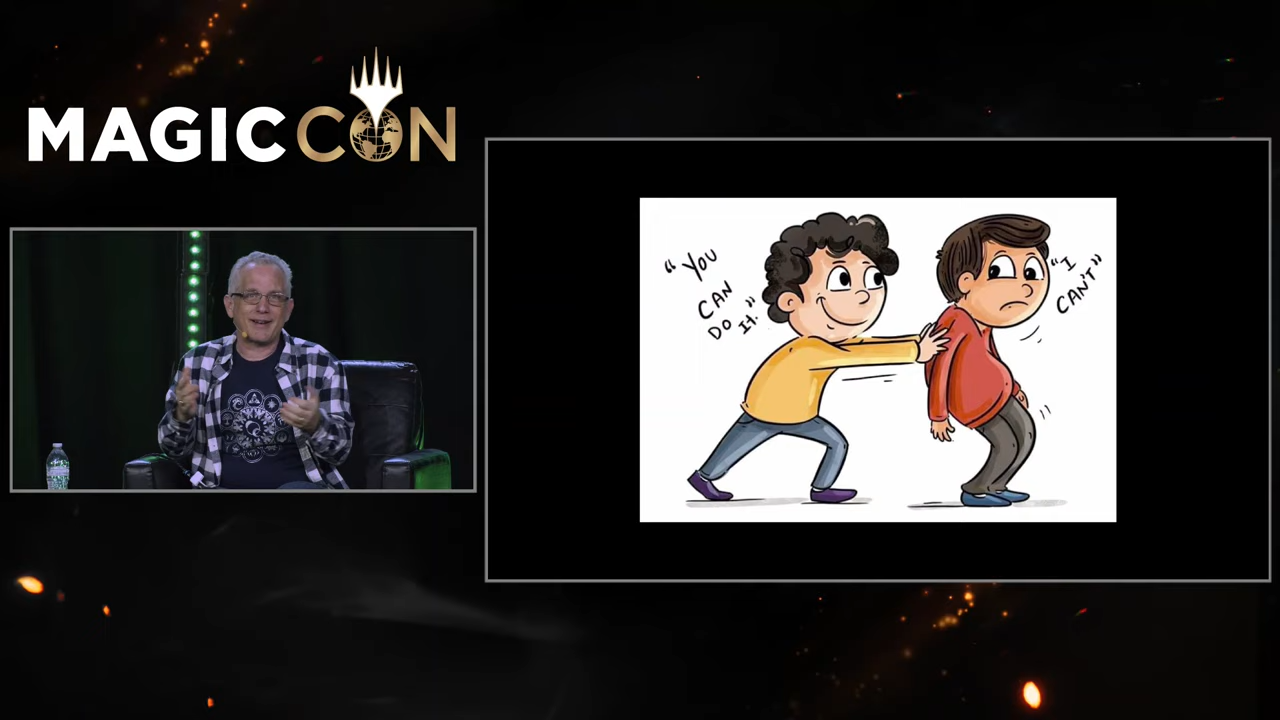 MAGICCON
“YOU
CAN
DO It.”
“I
CAN'T”